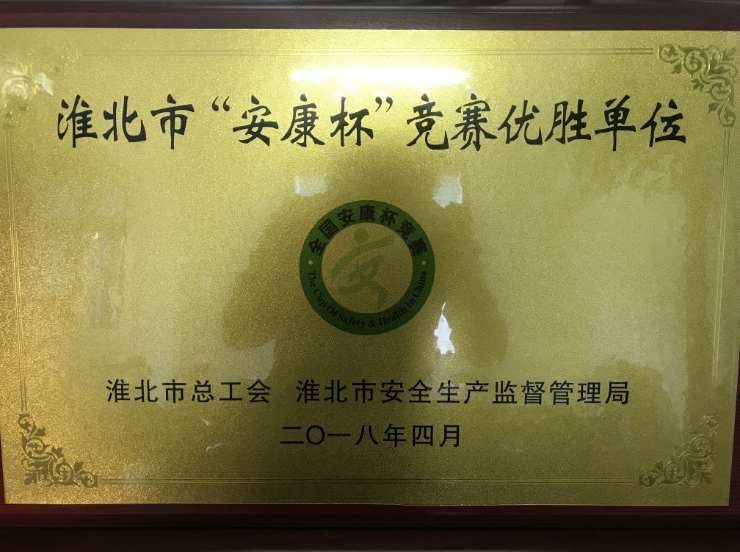 淮北市“安康杯”竞赛优胜单位
全国安康杯竞赛
安
The Cup Of Safety & Health In China
淮北市总工会 淮北市安全生产监督管理局
二〇一八年四月